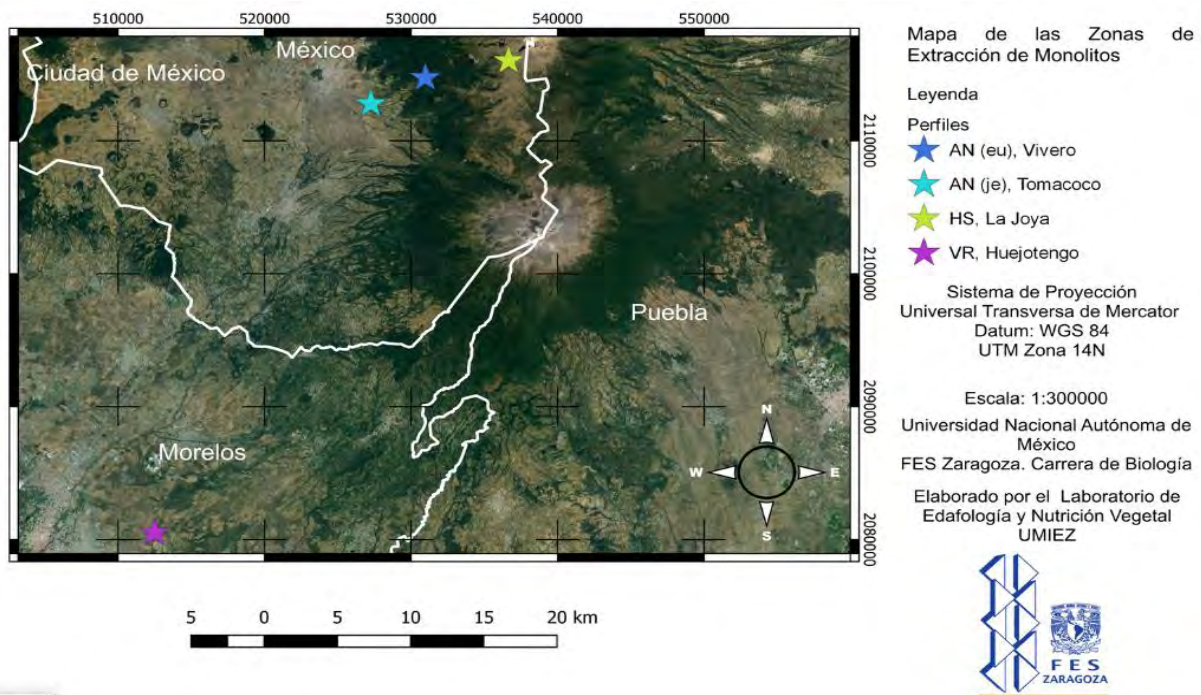 510000 520000 530000 540000 550000
México
Ciudad de México
Puebla
Morelos
2110000
2100000
2090000
2080000
N
W E
S
5 0 5 10 15 20 km
Mapa de las Zonas de
Extracción de Monolitos
Leyenda
Perfiles
AN (eu), Vivero
AN (je), Tomacoco
HS, La Joya
VR, Huejotengo
Sistema de Proyección
Universal Transversa de Mercator
Datum: WGS 84
UTM Zona 14N
Escala: 1:300000
Universidad Nacional Autónoma de
México
FES Zaragoza. Carrera de Biología
Elaborado por el Laboratorio de
Edafología y Nutrición Vegetal
UMIEZ
FES
ZARAGOZA